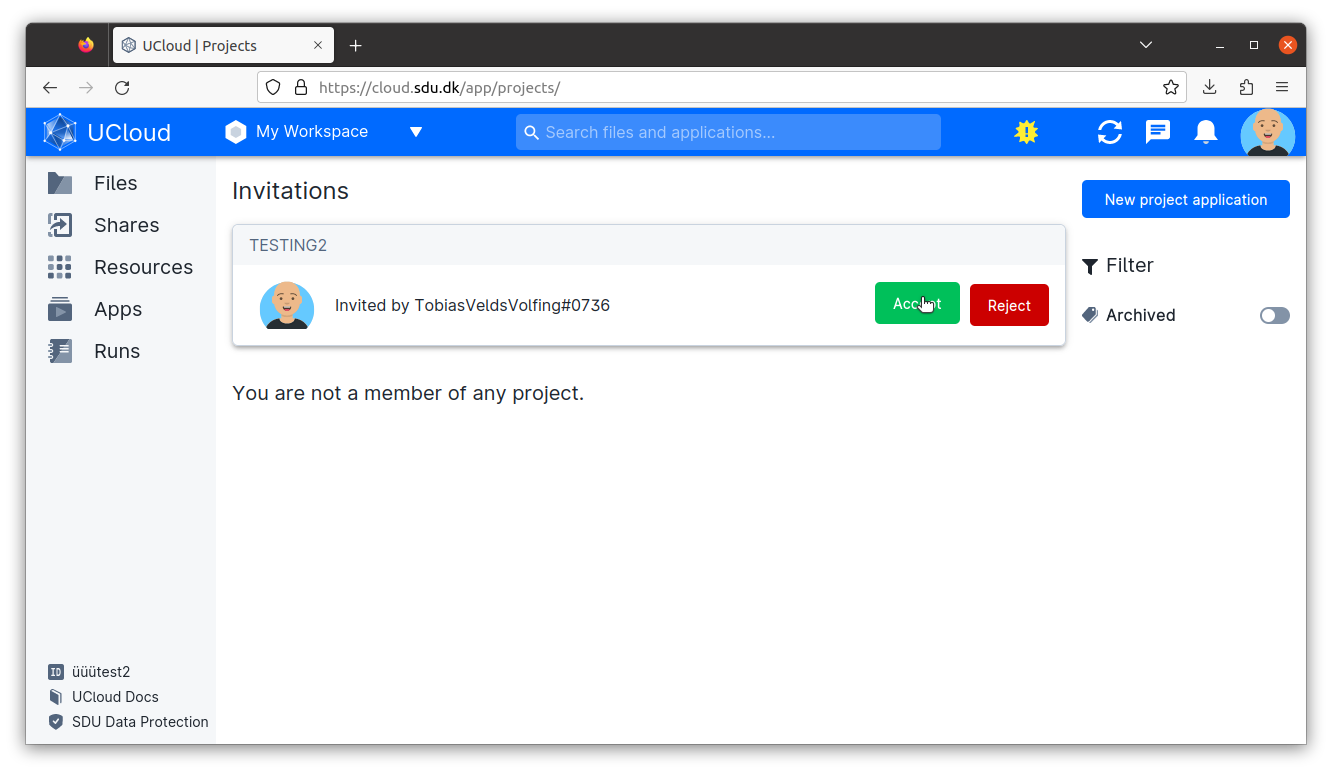 UCloud | Projects
https://cloud.sdu.dk/app/projects/
UCloud
My Workspace
Search files and applications...
Files
Shares
Resources
Apps
Runs
Invitations
TESTING2
Invited by TobiasVeldsVolfing#0736
Reject
You are not a member of any project.
New project application
Filter
Archived
ID
üüütest2
UCloud Docs
SDU Data Protection